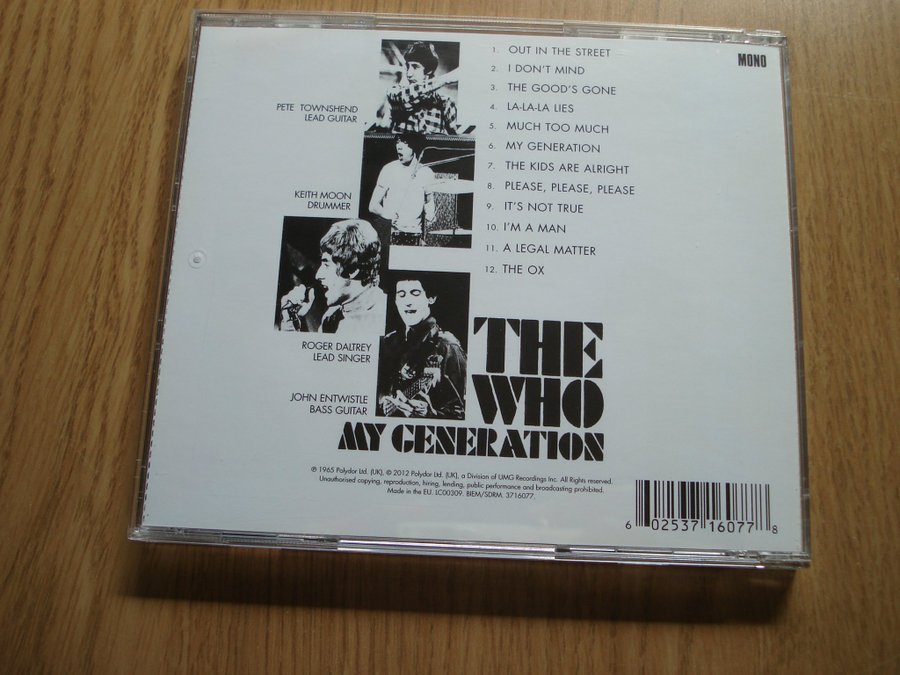 PETE TOWNSHEND
LEAD GUITAR
KEITH MOON
DRUMMER
ROGER DALTREY
LEAD SINGER
JOHN ENTWISTLE
BASS GUITAR
1. OUT IN THE STREET
2. I DON'T MIND
3. THE GOOD'S GONE
4. LA-LA-LA LIES
5. MUCH TOO MUCH
6. MY GENERATION
7. THE KIDS ARE ALRIGHT
8. PLEASE, PLEASE, PLEASE
9. IT'S NOT TRUE
10. I'M A MAN
11. A LEGAL MATTER
12. THE OX
MONO
THE
WHO
MY GENERATION
℗ 1965 Polydor Ltd. (UK), © 2012 Polydor Ltd. (UK), a Division of UMG Recordings Inc. All Rights reserved.
Unauthorised copying, reproduction, hiring, lending, public performance and broadcasting prohibited.
Made in the EU. LC00309. BIEM/SDRM. 3716077.
6 02537 16077 8